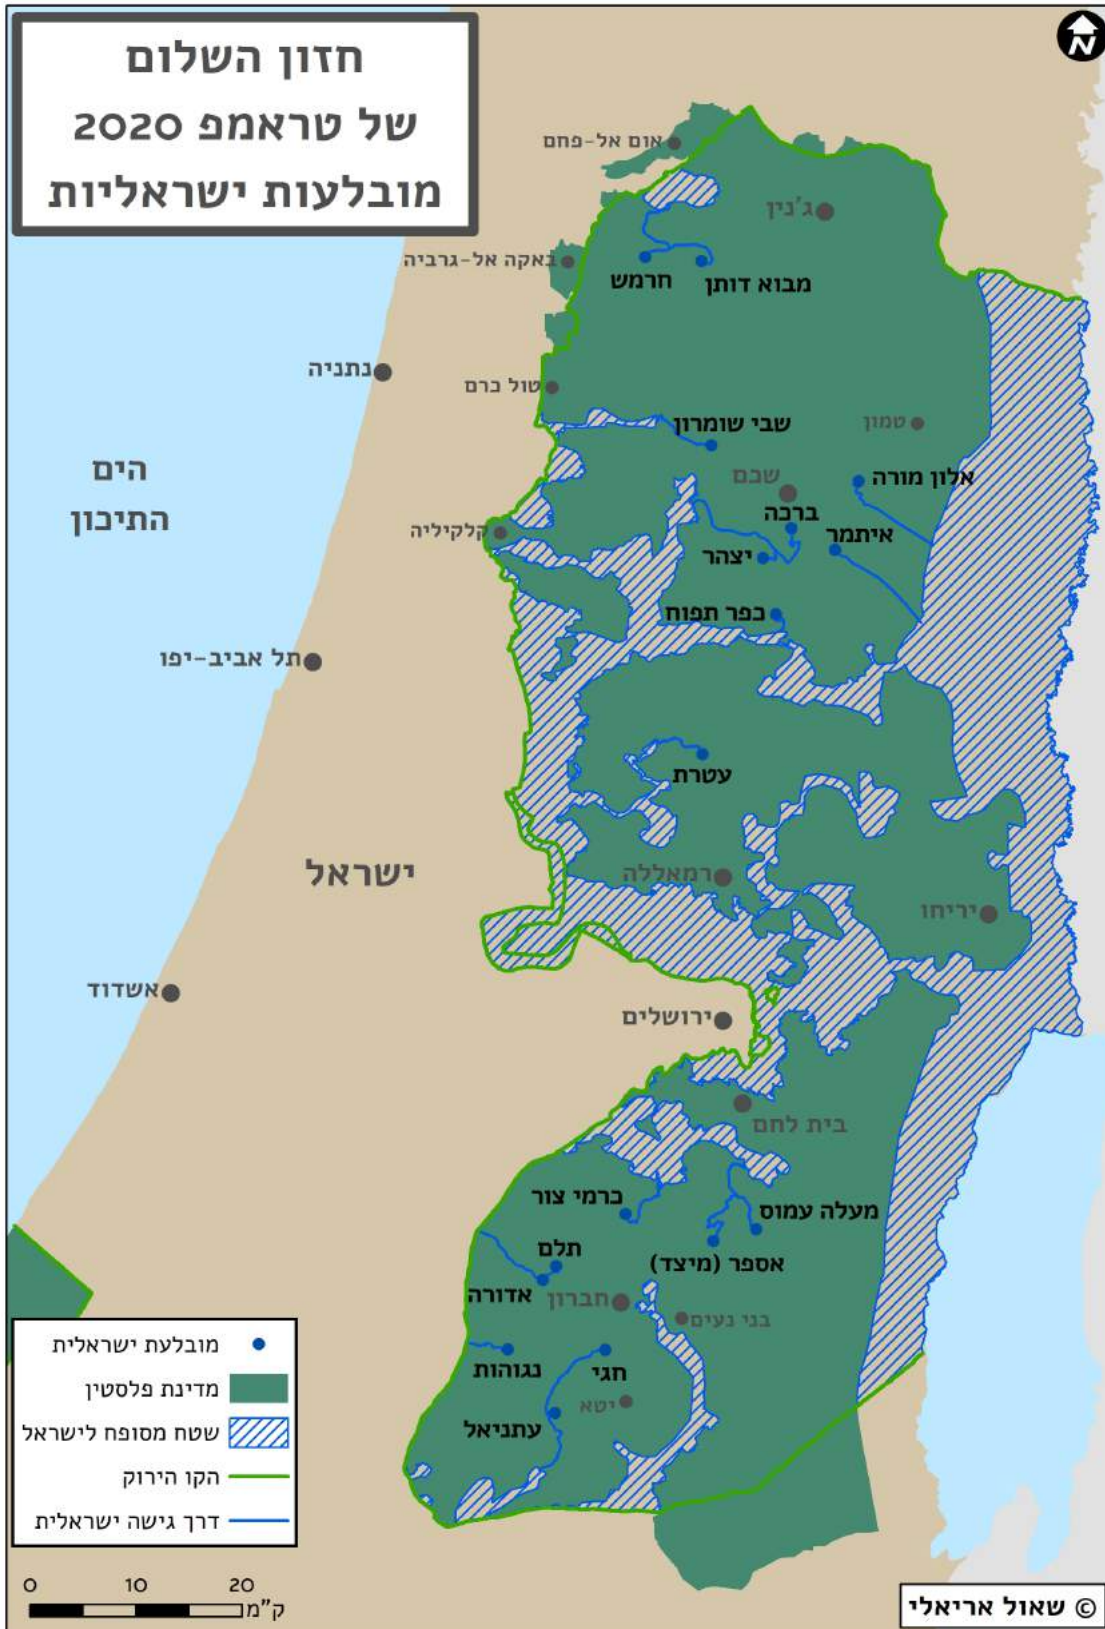 חזון השלום
של טראמפ 2020
מובלעות ישראליות
N
אום אל-פחם
ג'נין
באקה אל-גרביה
חרמש
מבוא דותן
נתניה
טול כרם
שבי שומרון
טמון
הים
התיכון
אלון מורה
שכם
ברכה
איתמר
קלקיליה
יצהר
כפר תפוח
תל אביב-יפו
עטרת
ישראל
רמאללה
יריחו
אשדוד
ירושלים
בית לחם
כרמי צור
מעלה עמוס
תלם
אספר (מיצד)
אדורה
חברון
בני נעים
נגוהות
חגי
יטא
עתניאל
מובלעת ישראלית
מדינת פלסטין
שטח מסופח לישראל
הקו הירוק
דרך גישה ישראלית
0 10 20
ק"מ
© שאול אריאלי